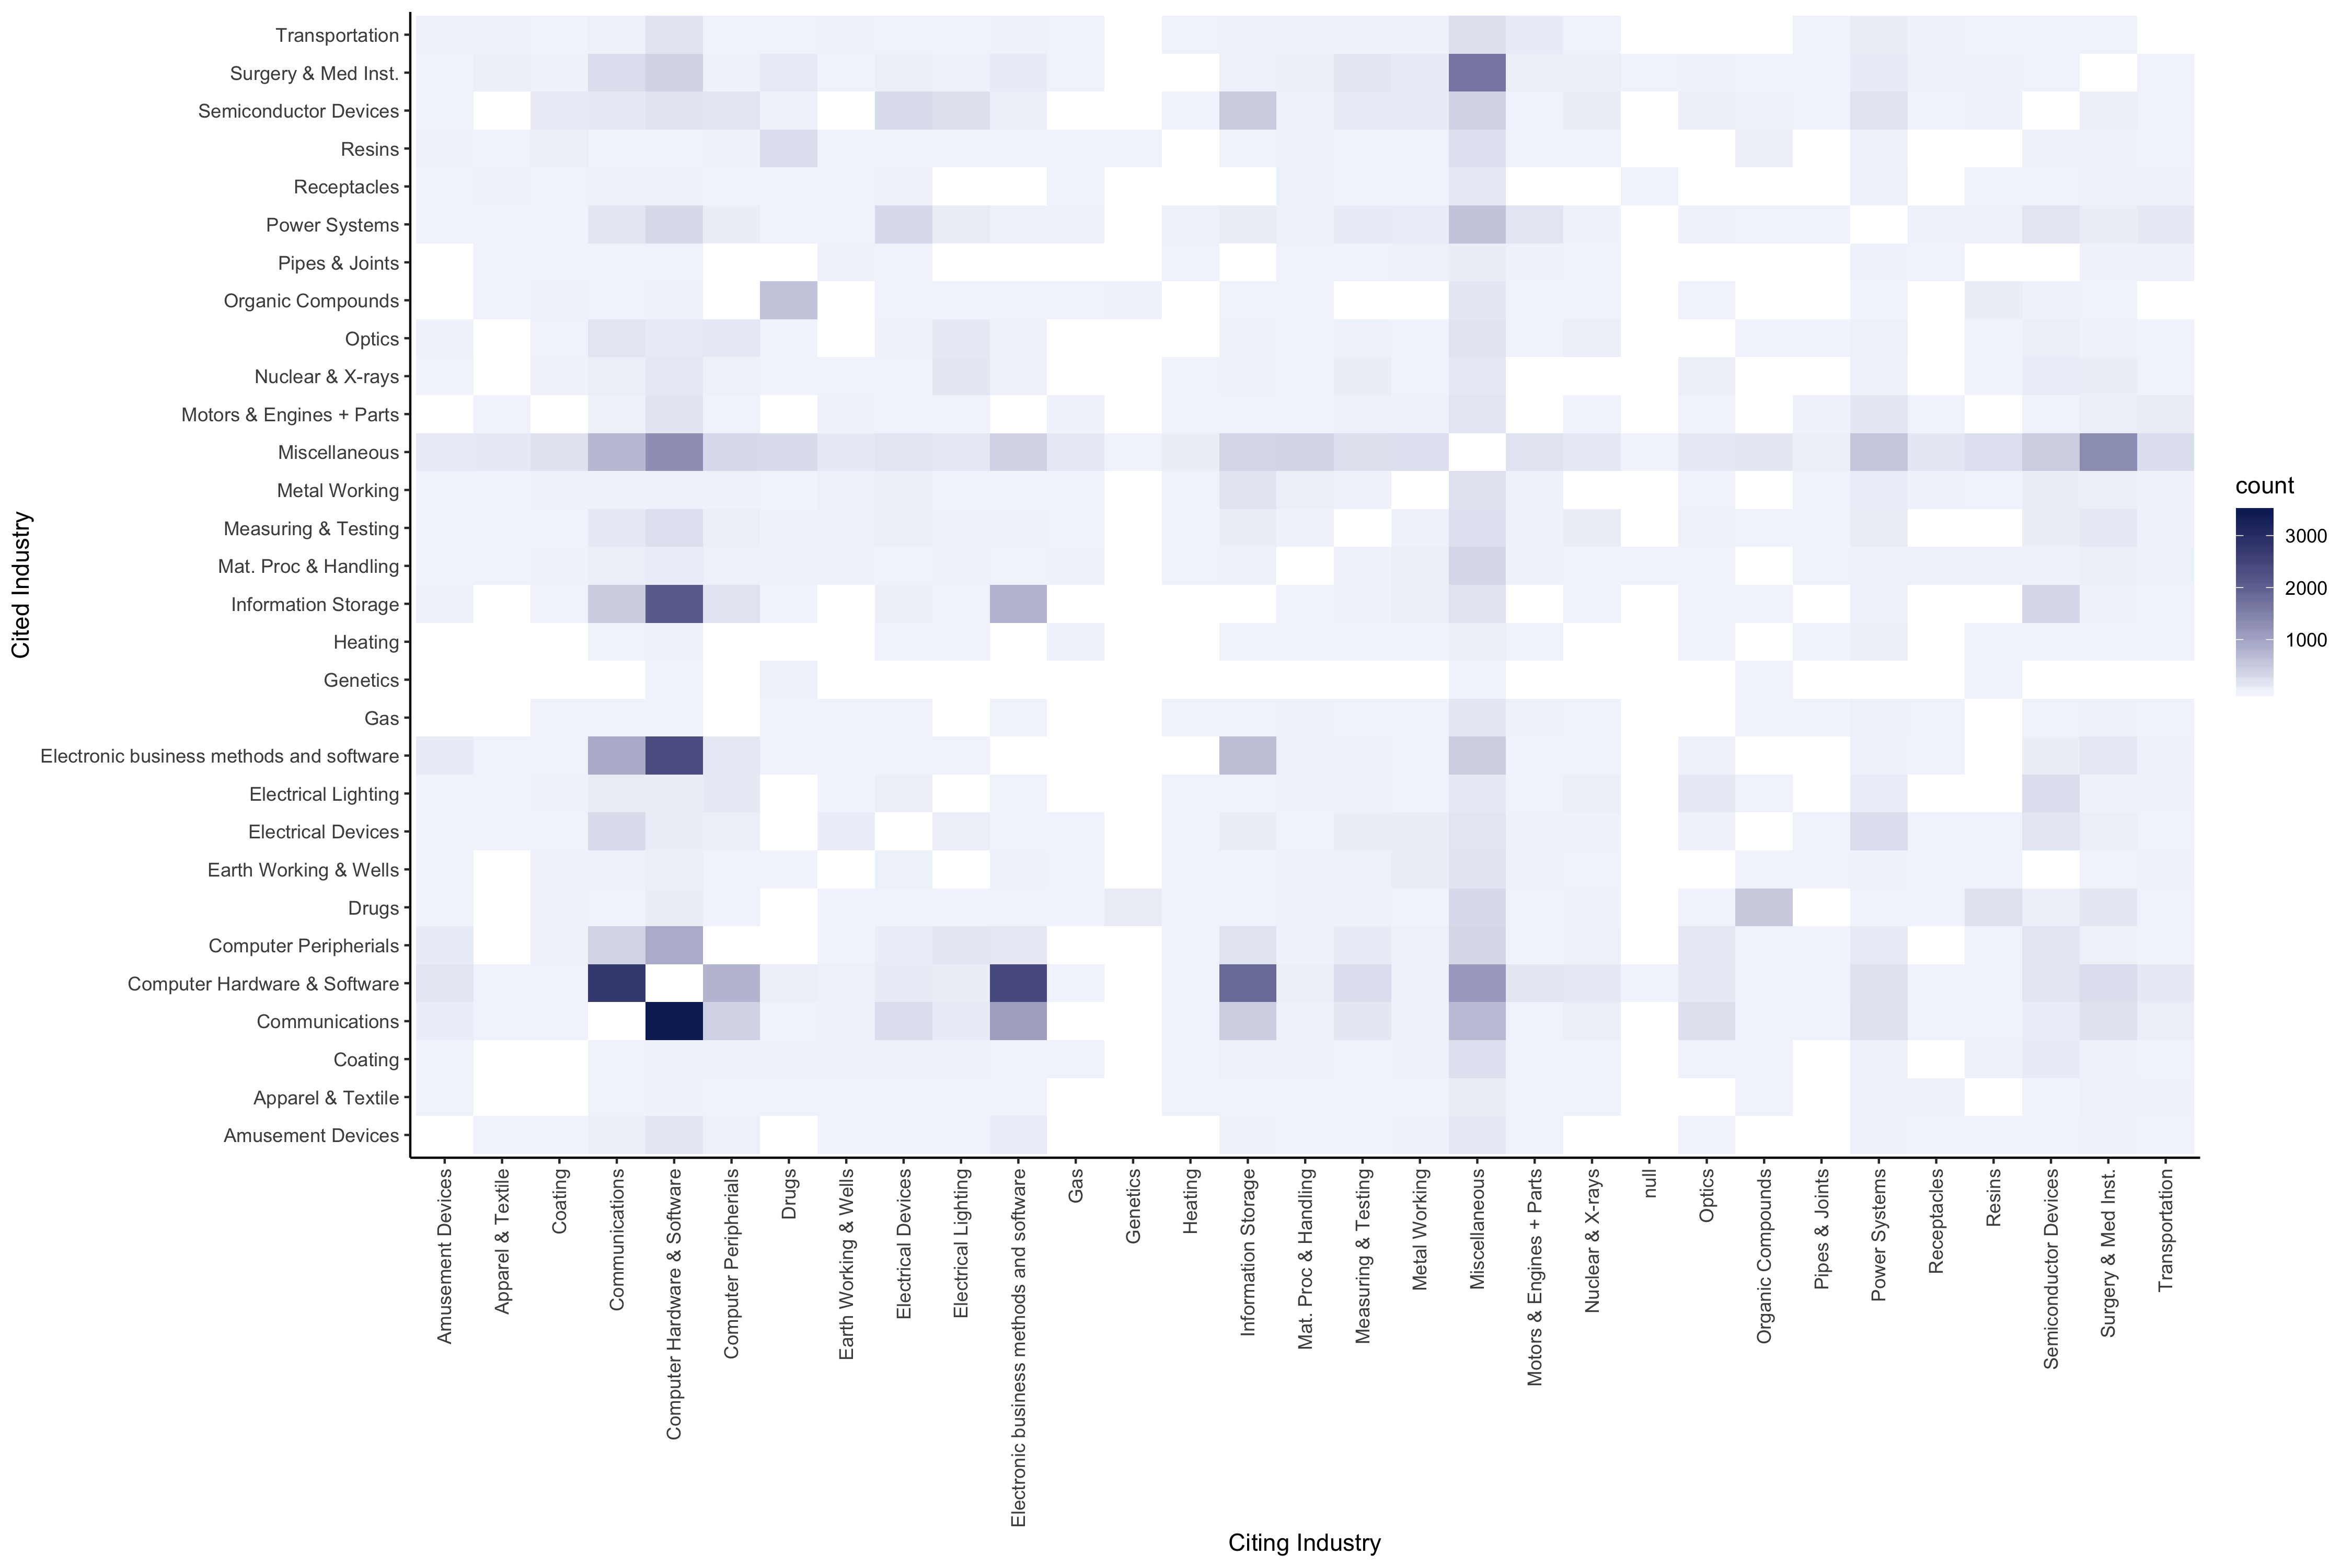 Transportation
Surgery & Med Inst.
Semiconductor Devices
Resins
Receptacles
Power Systems
Pipes & Joints
Organic Compounds
Optics
Nuclear & X-rays
Motors & Engines + Parts
Miscellaneous
Metal Working
Measuring & Testing
Mat. Proc & Handling
Information Storage
Heating
Genetics
Gas
Electronic business methods and software
Electrical Lighting
Electrical Devices
Earth Working & Wells
Drugs
Computer Peripherials
Computer Hardware & Software
Communications
Coating
Apparel & Textile
Amusement Devices
Cited Industry
count
3000
2000
1000
Amusement Devices
Apparel & Textile
Coating
Communications
Computer Hardware & Software
Computer Peripherials
Drugs
Earth Working & Wells
Electrical Devices
Electrical Lighting
Electronic business methods and software
Gas
Genetics
Heating
Information Storage
Mat. Proc & Handling
Measuring & Testing
Metal Working
Miscellaneous
Motors & Engines + Parts
Nuclear & X-rays
null
Optics
Organic Compounds
Pipes & Joints
Power Systems
Receptacles
Resins
Semiconductor Devices
Surgery & Med Inst.
Transportation
Citing Industry